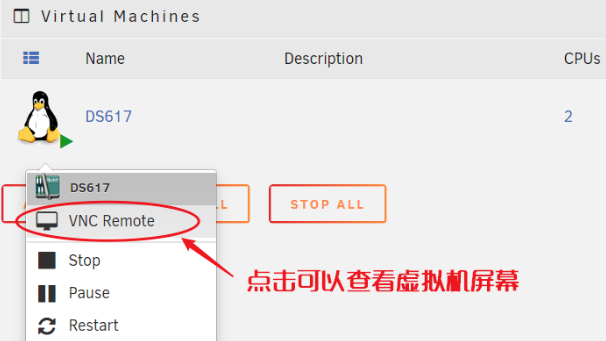 Virtual Machines
Name Description CPUs
DS617 2
DS617
A LL STOP ALL
VNC Remote
Stop
点击可以查看虚拟机屏幕
Pause
Restart